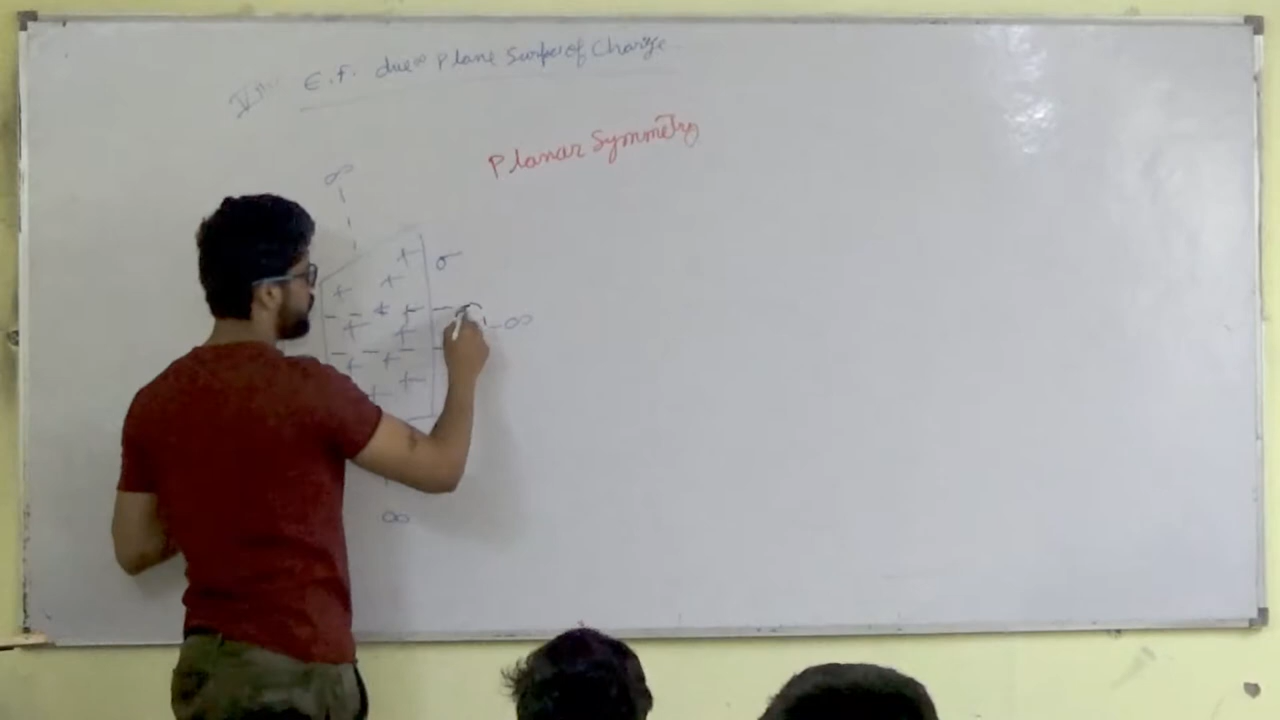 E.F. due to Plane Surface of Charge
Planar Symmetry
∞
σ
-∞
∞